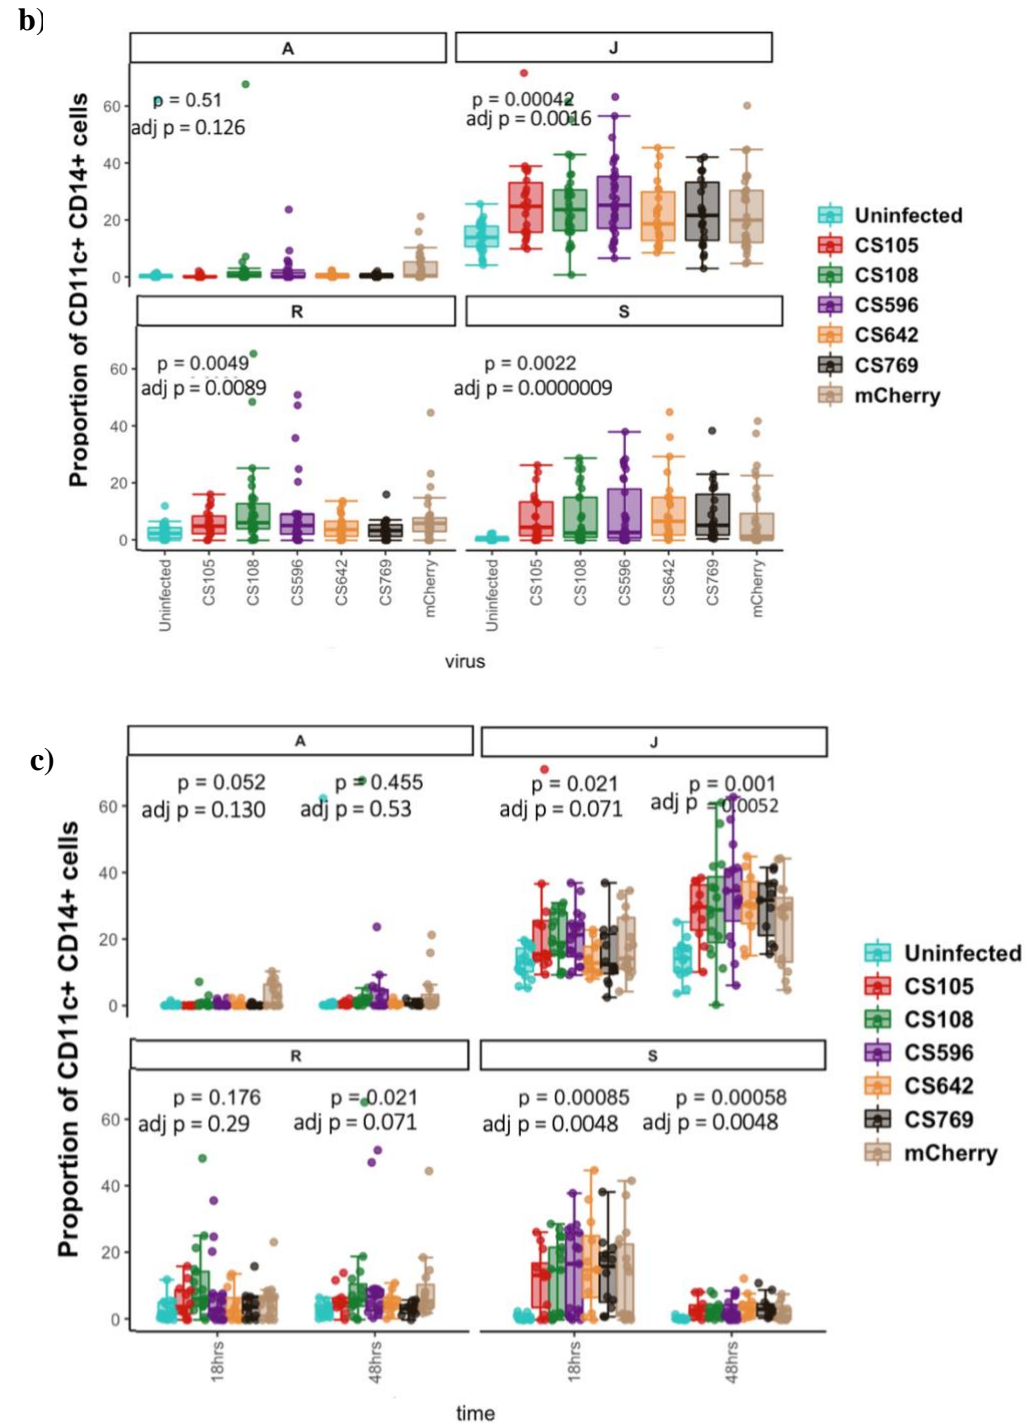 b)
A
J
Proportion of CD11c+ CD14+ cells
60
40
20
0
p = 0.51
adj p = 0.126
p = 0.00042
adj p = 0.0016
R
S
60
40
20
0
p = 0.0049
adj p = 0.0089
p = 0.0022
adj p = 0.0000009
Uninfected
CS105
CS108
CS596
CS642
CS769
mCherry
Uninfected
CS105
CS108
CS596
CS642
CS769
mCherry
virus
Uninfected
CS105
CS108
CS596
CS642
CS769
mCherry
c)
A
J
Proportion of CD11c+ CD14+ cells
60
40
20
0
p = 0.052
adj p = 0.130
p = 0.455
adj p = 0.53
p = 0.021
adj p = 0.071
p = 0.001
adj p = 0.0052
R
S
60
40
20
0
p = 0.176
adj p = 0.29
p = 0.021
adj p = 0.071
p = 0.00085
adj p = 0.0048
p = 0.00058
adj p = 0.0048
18hrs
48hrs
18hrs
48hrs
time
Uninfected
CS105
CS108
CS596
CS642
CS769
mCherry